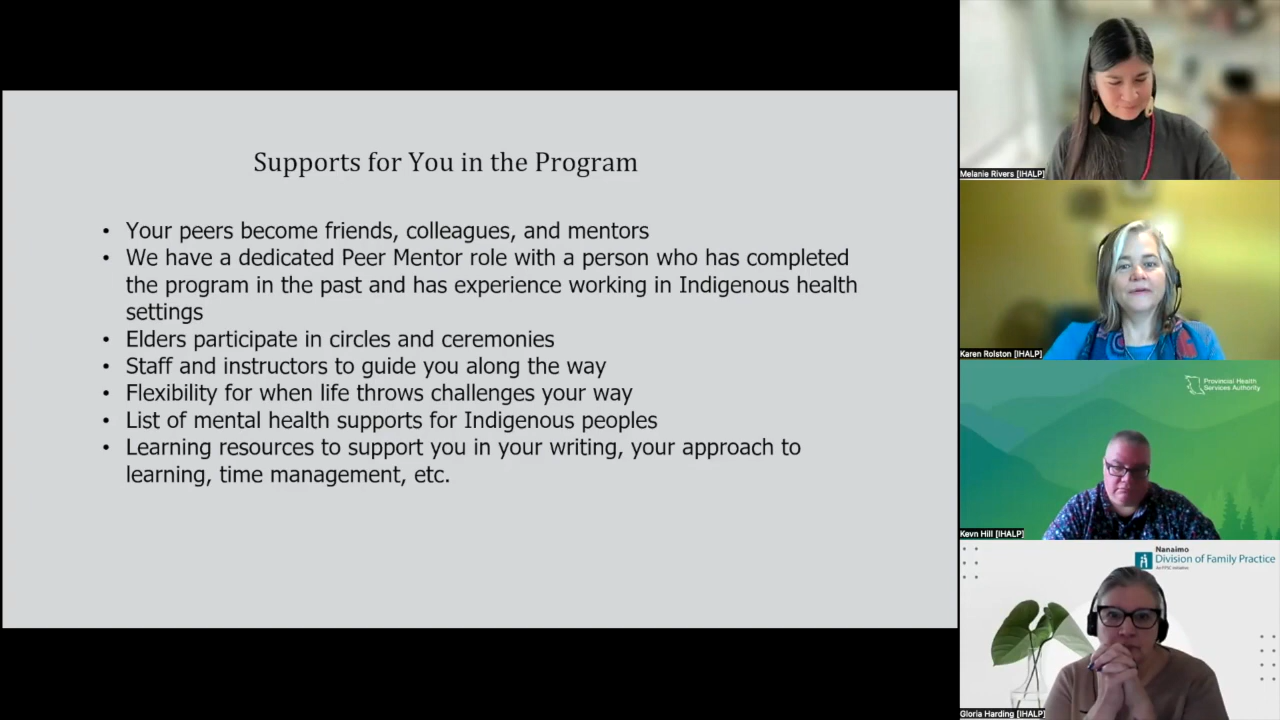 Supports for You in the Program
• Your peers become friends, colleagues, and mentors
• We have a dedicated Peer Mentor role with a person who has completed
the program in the past and has experience working in Indigenous health
settings
• Elders participate in circles and ceremonies
• Staff and instructors to guide you along the way
• Flexibility for when life throws challenges your way
• List of mental health supports for Indigenous peoples
• Learning resources to support you in your writing, your approach to
learning, time management, etc.
Melanie Rivers [IHALP]
Karen Rolston [IHALP]
Provincial Health
Services Authority
Kevn Hill [IHALP]
Nanaimo
Division of Family Practice
Gloria Harding [IHALP]